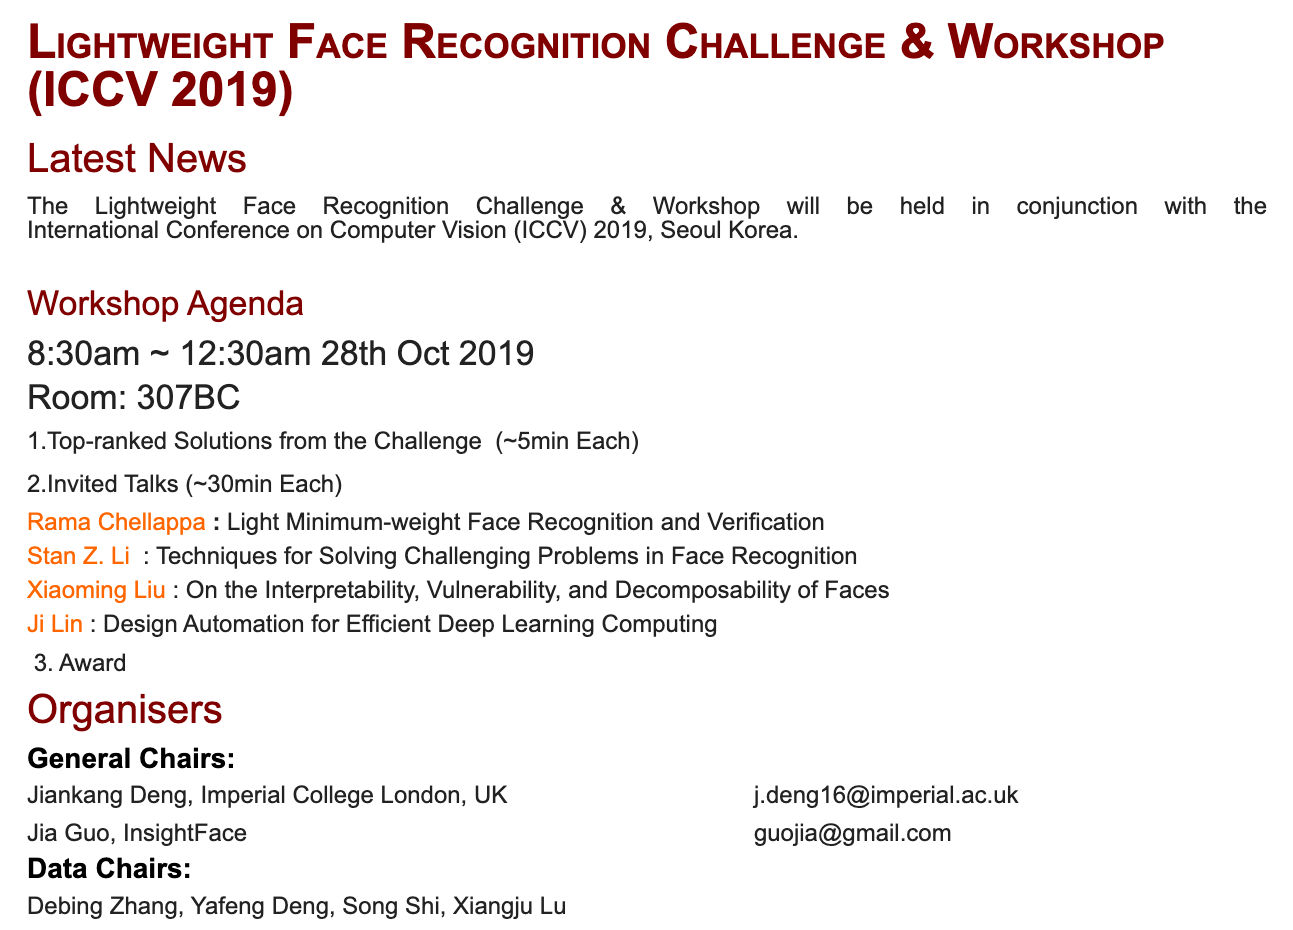 LIGHTWEIGHT FACE RECOGNITION CHALLENGE & WORKSHOP
(ICCV 2019)
Latest News
The Lightweight Face Recognition Challenge & Workshop will be held in conjunction with the
International Conference on Computer Vision (ICCV) 2019, Seoul Korea.
Workshop Agenda
8:30am ~ 12:30am 28th Oct 2019
Room: 307BC
1.Top-ranked Solutions from the Challenge  (~5min Each)
2.Invited Talks (~30min Each)
Rama Chellappa : Light Minimum-weight Face Recognition and Verification
Stan Z. Li  : Techniques for Solving Challenging Problems in Face Recognition
Xiaoming Liu : On the Interpretability, Vulnerability, and Decomposability of Faces
Ji Lin : Design Automation for Efficient Deep Learning Computing
3. Award
Organisers
General Chairs:
Jiankang Deng, Imperial College London, UK j.deng16@imperial.ac.uk
Jia Guo, InsightFace guojia@gmail.com
Data Chairs:
Debing Zhang, Yafeng Deng, Song Shi, Xiangju Lu